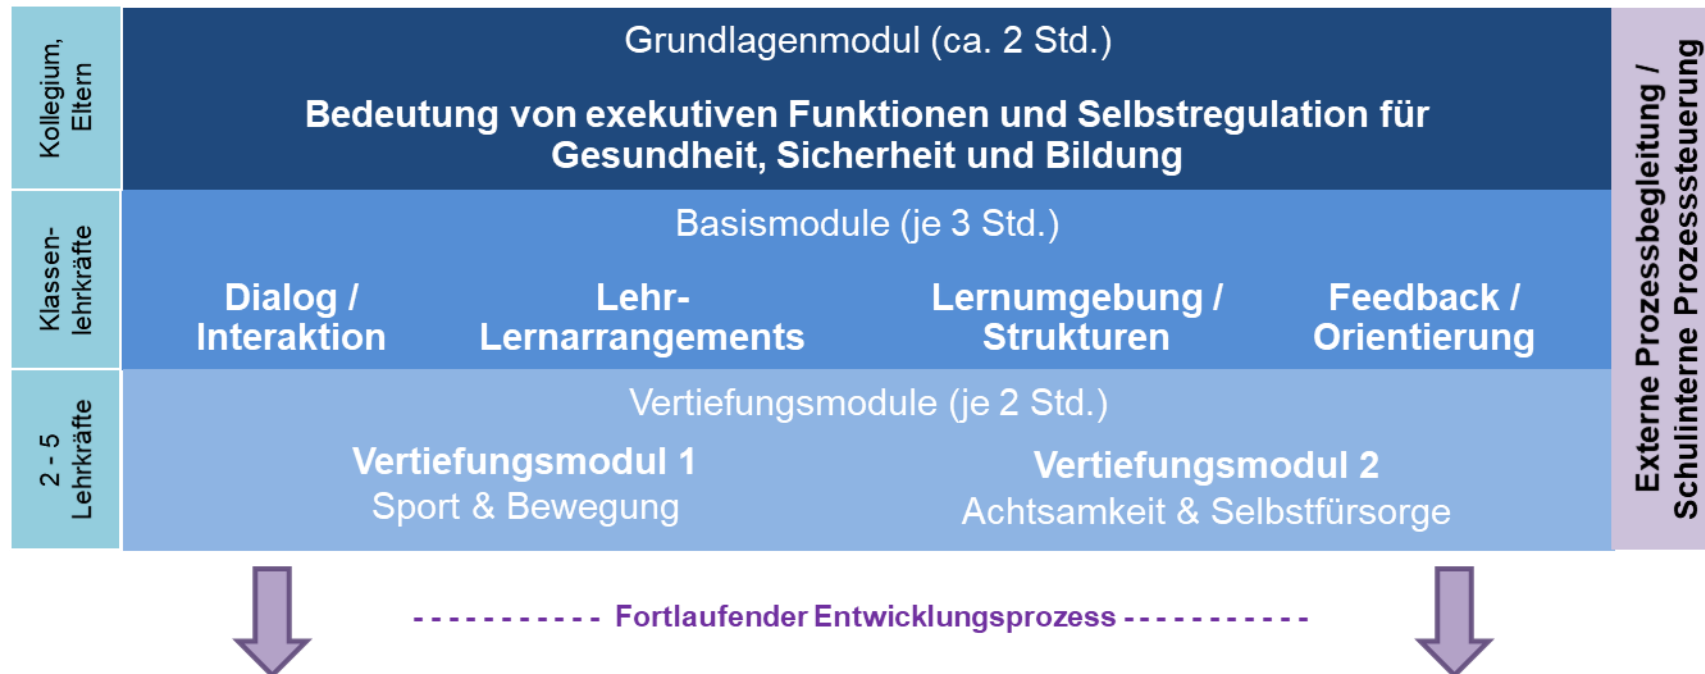 Kollegium,
Eltern
Grundlagenmodul (ca. 2 Std.)
Bedeutung von exekutiven Funktionen und Selbstregulation für
Gesundheit, Sicherheit und Bildung
Klassen-
lehrkräfte
Basismodule (je 3 Std.)
Dialog /
Interaktion
Lehr-
Lernarrangements
Lernumgebung /
Strukturen
Feedback /
Orientierung
2 - 5
Lehrkräfte
Vertiefungsmodule (je 2 Std.)
Vertiefungsmodul 1
Sport & Bewegung
Vertiefungsmodul 2
Achtsamkeit & Selbstfürsorge
Externe Prozessbegleitung /
Schulinterne Prozesssteuerung
- - - - - - - - - - - Fortlaufender Entwicklungsprozess - - - - - - - - - - -